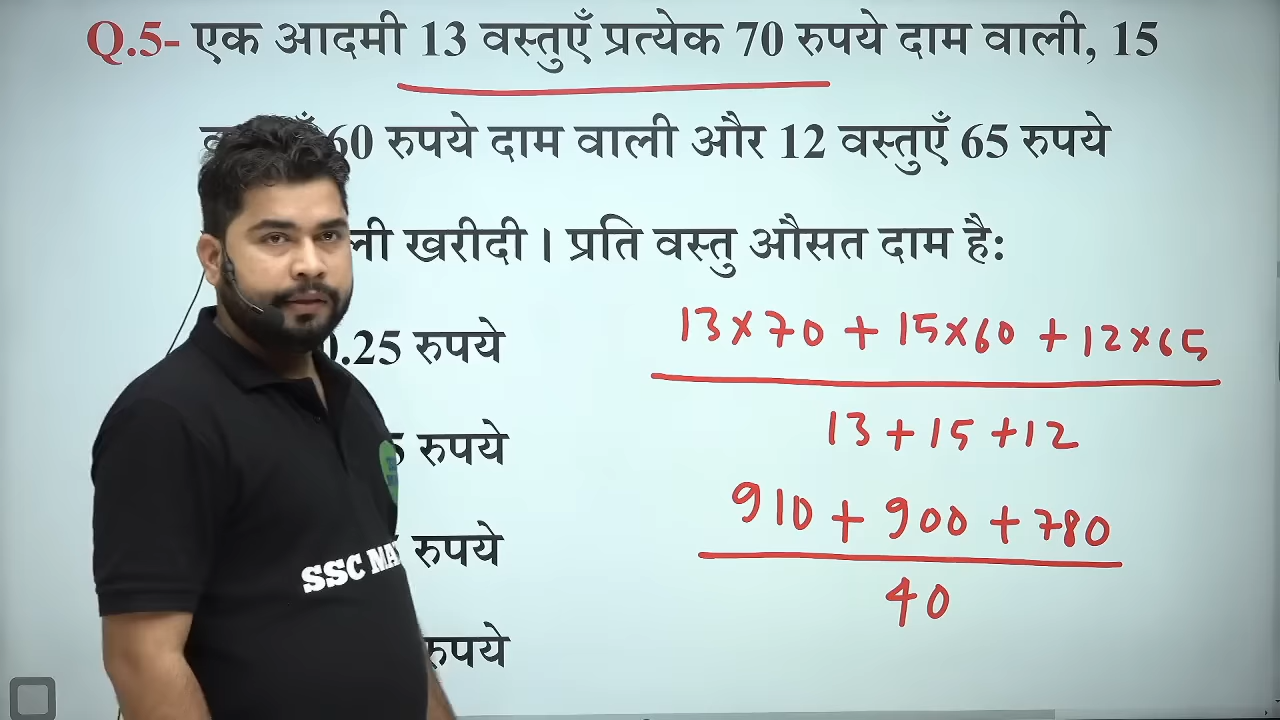 Q.5- एक आदमी 13 वस्तुएँ प्रत्येक 70 रुपये दाम वाली, 15
60 रुपये दाम वाली और 12 वस्तुएँ 65 रुपये
खरीदी । प्रति वस्तु औसत दाम है:
.25 रुपये
रुपये
रुपये
रुपये
13×70 + 15×60 + 12×65
13+15+12
910 + 900 + 780
40
SSC